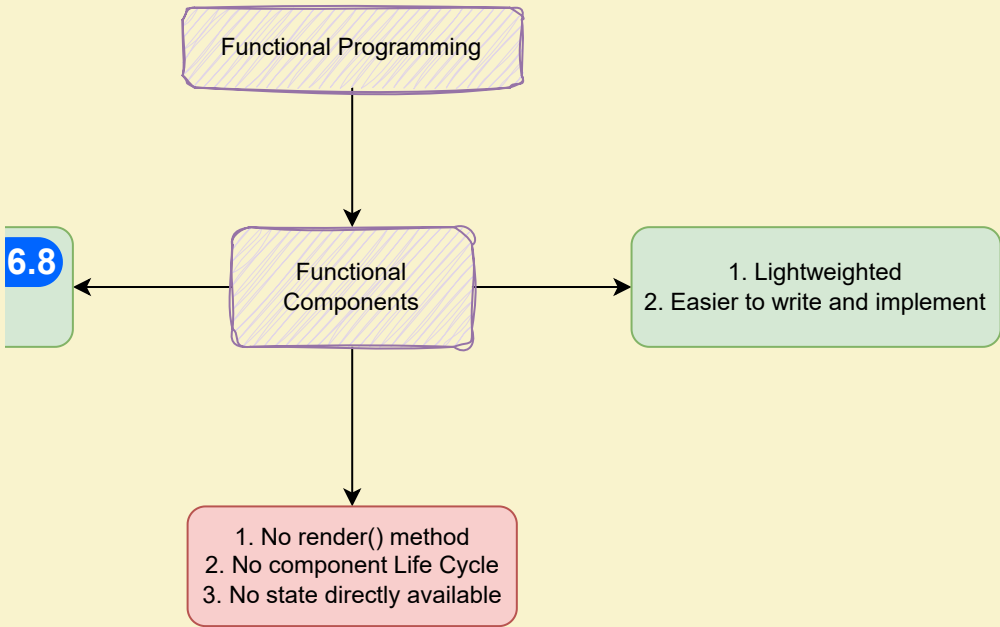 Functional Programming
6.8
Functional
Components
1. Lightweighted
2. Easier to write and implement
1. No render() method
2. No component Life Cycle
3. No state directly available